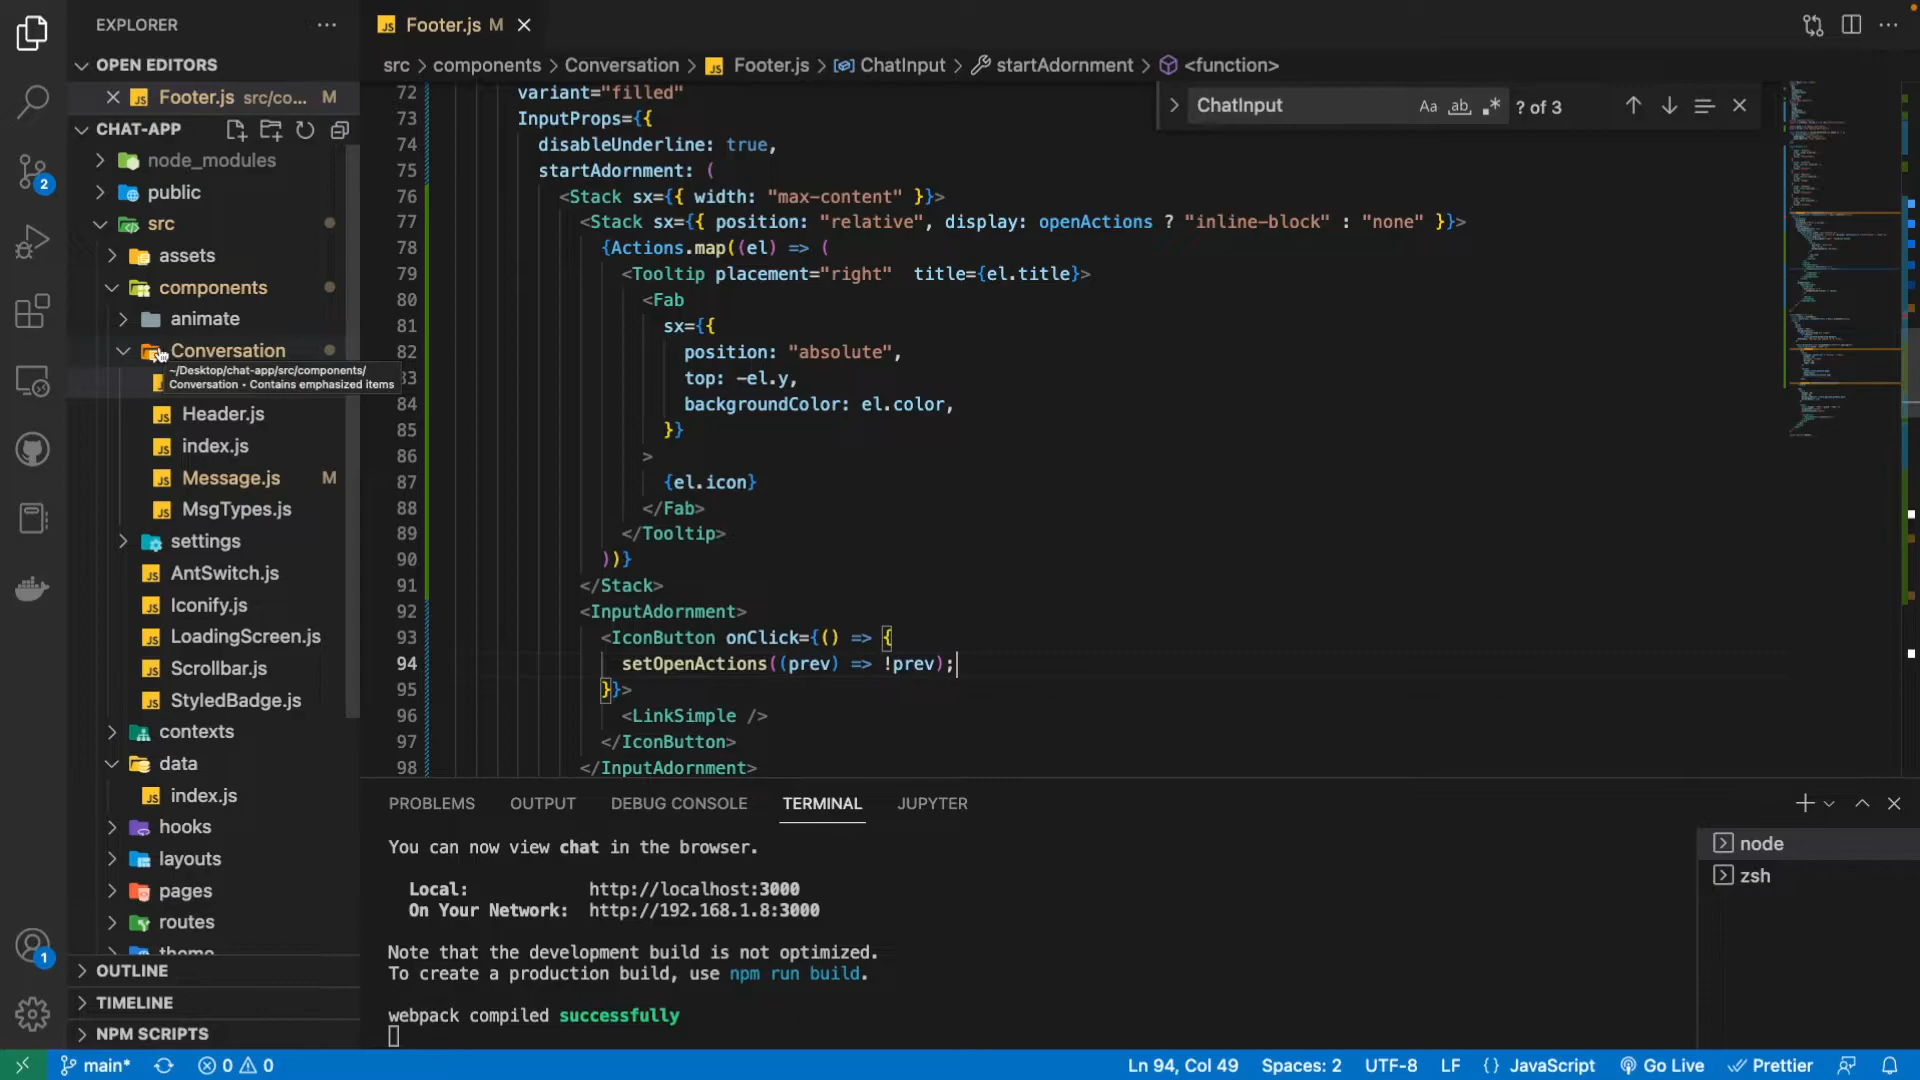 EXPLORER
OPEN EDITORS
Footer.js src/co... M
CHAT-APP
node_modules
public
src
assets
components
animate
Conversation
~/Desktop/chat-app/src/components/
Conversation • Contains emphasized items
Header.js
index.js
Message.js M
MsgTypes.js
settings
AntSwitch.js
Iconify.js
LoadingScreen.js
Scrollbar.js
StyledBadge.js
contexts
data
index.js
hooks
layouts
pages
routes
theme
OUTLINE
TIMELINE
NPM SCRIPTS
2
1
Footer.js M
src > components > Conversation > Footer.js > ChatInput > startAdornment > <function>
ChatInput Aa ab ? of 3
72 variant="filled"
73 InputProps={{
74 disableUnderline: true,
75 startAdornment: (
76 <Stack sx={{ width: "max-content" }}>
77 <Stack sx={{ position: "relative", display: openActions ? "inline-block" : "none" }}>
78 {Actions.map((el) => (
79 <Tooltip placement="right"  title={el.title}>
80 <Fab
81 sx={{
82 position: "absolute",
83 top: -el.y,
84 backgroundColor: el.color,
85 }}
86 >
87 {el.icon}
88 </Fab>
89 </Tooltip>
90 ))}
91 </Stack>
92 <InputAdornment>
93 <IconButton onClick={() => {
94 setOpenActions((prev) => !prev);
95 }}>
96 <LinkSimple />
97 </IconButton>
98 </InputAdornment>
PROBLEMS OUTPUT DEBUG CONSOLE TERMINAL JUPYTER
You can now view chat in the browser.
Local: http://localhost:3000
On Your Network: http://192.168.1.8:3000
Note that the development build is not optimized.
To create a production build, use npm run build.
webpack compiled successfully
node
zsh
main* 0 0 Ln 94, Col 49 Spaces: 2 UTF-8 LF {} JavaScript Go Live Prettier